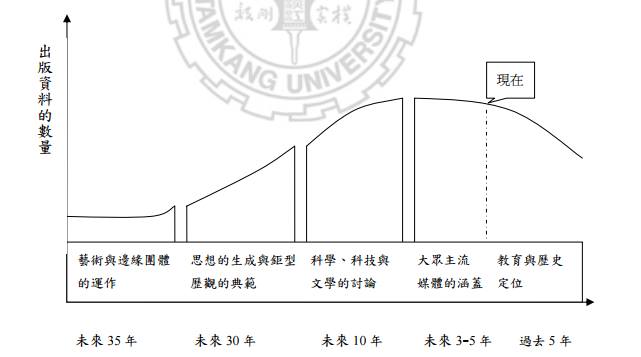 樸實剛毅
TAMKANG UNIVERSITY
出版資料的數量
現在
藝術與邊緣團體
的運作
思想的生成與鉅型
歷觀的典範
科學、科技與
文學的討論
大眾主流
媒體的涵蓋
教育與歷史
定位
未來 35 年
未來 30 年
未來 10 年
未來 3-5 年
過去 5 年